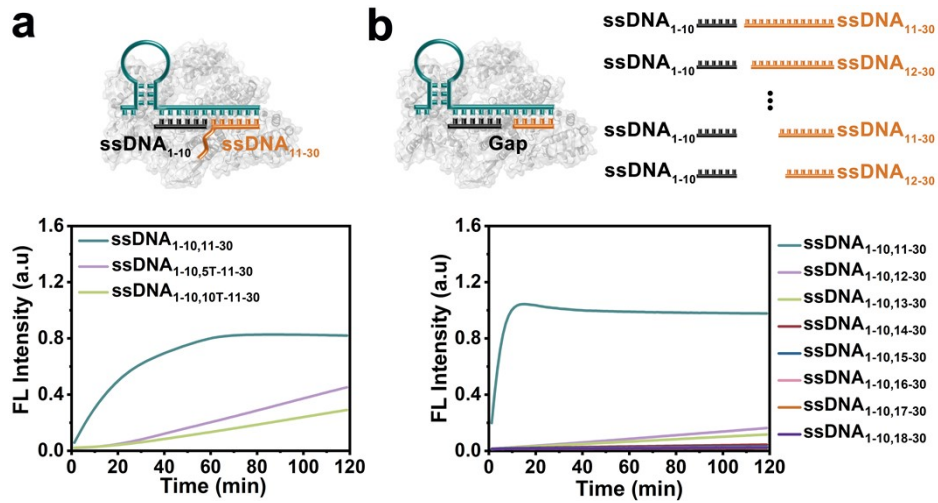 a
ssDNA1-10
ssDNA11-30
b
Gap
ssDNA1-10 ssDNA11-30
ssDNA1-10 ssDNA12-30
ssDNA1-10 ssDNA11-30
ssDNA1-10 ssDNA12-30
FL Intensity (a.u)
1.6
1.2
0.8
0.4
0.0
ssDNA1-10,11-30
ssDNA1-10,5T-11-30
ssDNA1-10,10T-11-30
0 20 40 60 80 100 120
Time (min)
FL Intensity (a.u)
1.6
1.2
0.8
0.4
0.0
0 20 40 60 80 100 120
Time (min)
ssDNA1-10,11-30
ssDNA1-10,12-30
ssDNA1-10,13-30
ssDNA1-10,14-30
ssDNA1-10,15-30
ssDNA1-10,16-30
ssDNA1-10,17-30
ssDNA1-10,18-30